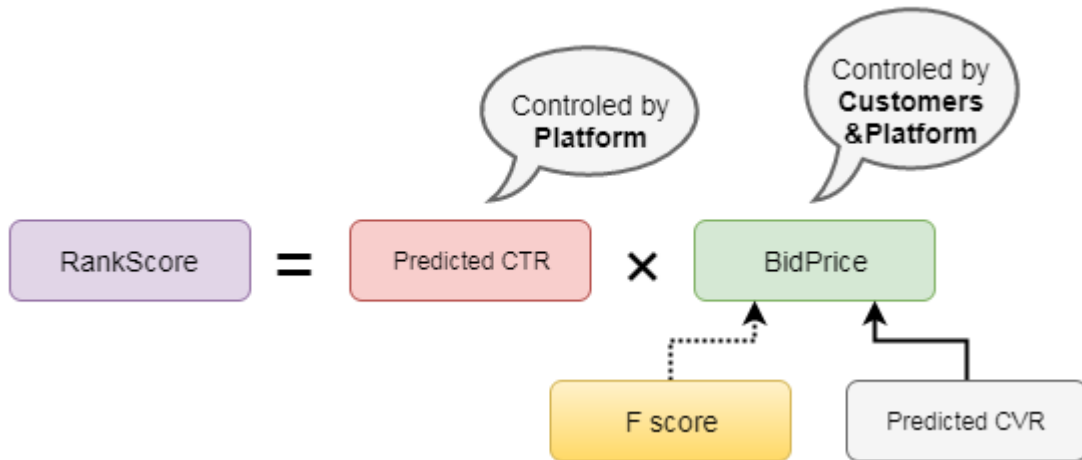 Controled by
Platform
Controled by
Customers
&Platform
RankScore = Predicted CTR × BidPrice
F score
Predicted CVR